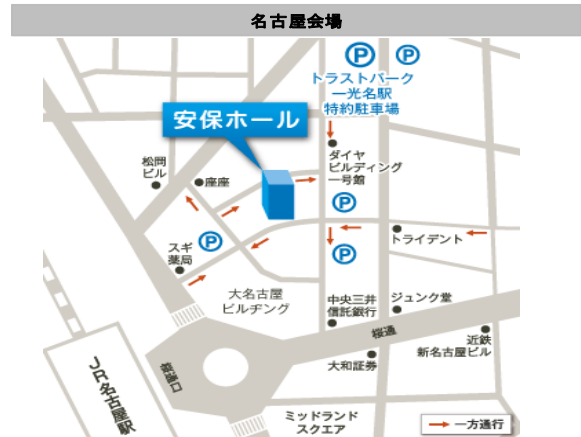 名古屋会場
P P
トラストパーク
一光名駅
特約駐車場
安保ホール
松岡
ビル
座座
ダイヤ
ビルディング
一号館
P
スギ
薬局
P
P
トライデント
大名古屋
ビルヂング
中央三井
信託銀行
ジュンク堂
桜通
近鉄
新名古屋ビル
大和証券
桜通口
JR名古屋駅
ミッドランド
スクエア
一方通行